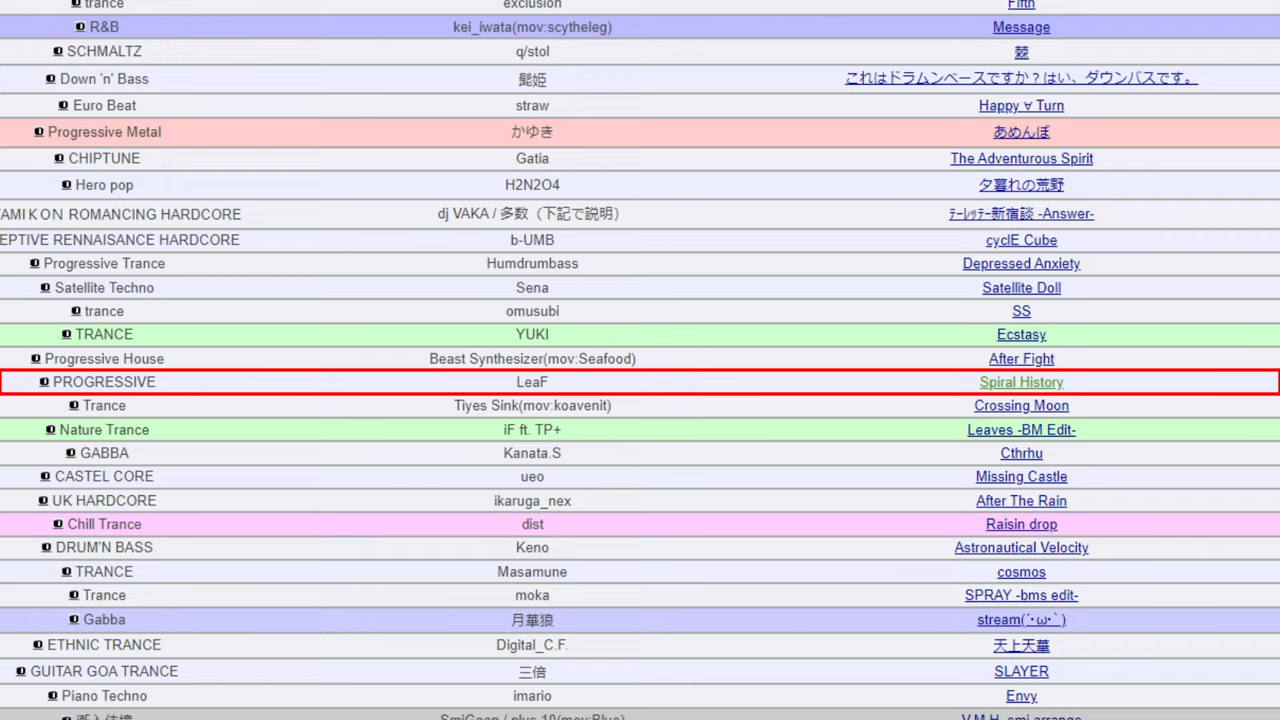 trance exclusion Fifth
R&B kei_iwata(mov:scytheleg) Message
SCHMALTZ q/stol
Down 'n' Bass 髭姫 これはドラムンベースですか？はい、ダウンバスです。
Euro Beat straw Happy ∀ Turn
Progressive Metal かゆき あめんぼ
CHIPTUNE Gatia The Adventurous Spirit
Hero pop H2N2O4 夕暮れの荒野
AMIKON ROMANCING HARDCORE dj VAKA / 多数（下記で説明） ﾃｰﾚｯﾃｰ新宿談 -Answer-
EPTIVE RENNAISANCE HARDCORE b-UMB cyclE Cube
Progressive Trance Humdrumbass Depressed Anxiety
Satellite Techno Sena Satellite Doll
trance omusubi SS
TRANCE YUKI Ecstasy
Progressive House Beast Synthesizer(mov:Seafood) After Fight
PROGRESSIVE LeaF Spiral History
Trance Tiyes Sink(mov:koavenit) Crossing Moon
Nature Trance iF ft. TP+ Leaves -BM Edit-
GABBA Kanata.S Cthrhu
CASTEL CORE ueo Missing Castle
UK HARDCORE ikaruga_nex After The Rain
Chill Trance dist Raisin drop
DRUM'N BASS Keno Astronautical Velocity
TRANCE Masamune cosmos
Trance moka SPRAY -bms edit-
Gabba 月華狼 stream(´･ω･`)
ETHNIC TRANCE Digital_C.F. 天上天華
GUITAR GOA TRANCE 三倍 SLAYER
Piano Techno imario Envy